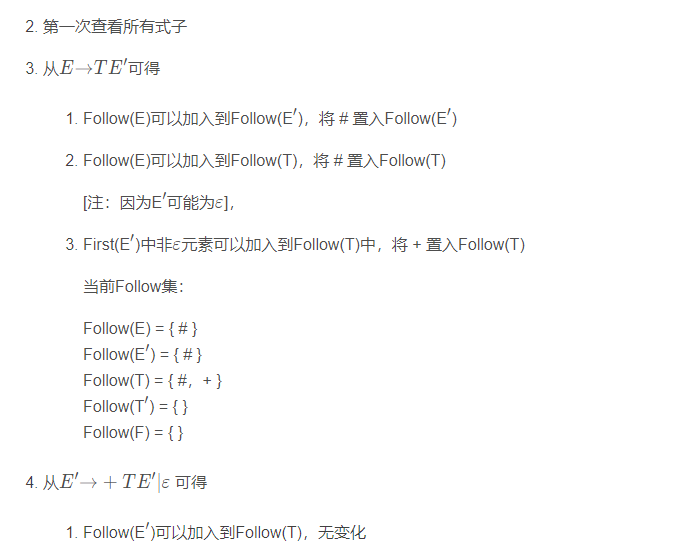 2. 第一次查看所有式子
3. 从E→TE′可得
1. Follow(E)可以加入到Follow(E′)，将 # 置入Follow(E′)
2. Follow(E)可以加入到Follow(T)，将 # 置入Follow(T)
[注：因为E′可能为ε]，
3. First(E′)中非ε元素可以加入到Follow(T)中，将 + 置入Follow(T)
当前Follow集：
Follow(E) = { # }
Follow(E′) = { # }
Follow(T) = { #，+ }
Follow(T′) = { }
Follow(F) = { }
4. 从E′→ + TE′|ε 可得
1. Follow(E′)可以加入到Follow(T)，无变化